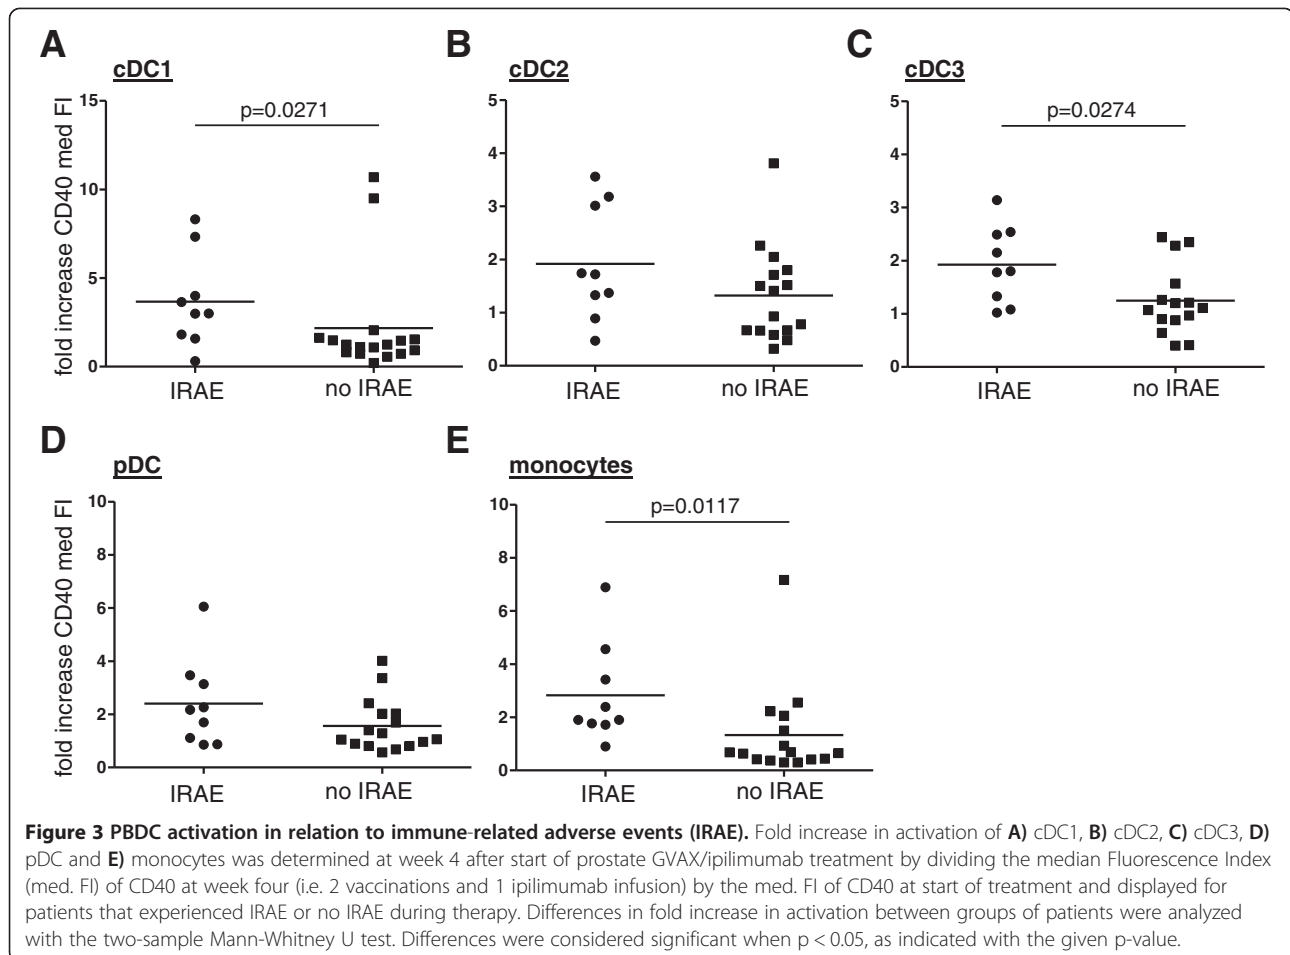 A
B
C
cDC1
cDC2
cDC3
fold increase CD40 med FI
15
10
5
0
p=0.0271
IRAE
no IRAE
5
4
3
2
1
0
IRAE
no IRAE
5
4
3
2
1
0
p=0.0274
IRAE
no IRAE
D
E
pDC
monocytes
fold increase CD40 med FI
10
8
6
4
2
0
IRAE
no IRAE
10
8
6
4
2
0
p=0.0117
IRAE
no IRAE
Figure 3 PBDC activation in relation to immune-related adverse events (IRAE). Fold increase in activation of A) cDC1, B) cDC2, C) cDC3, D)
pDC and E) monocytes was determined at week 4 after start of prostate GVAX/ipilimumab treatment by dividing the median Fluorescence Index
(med. FI) of CD40 at week four (i.e. 2 vaccinations and 1 ipilimumab infusion) by the med. FI of CD40 at start of treatment and displayed for
patients that experienced IRAE or no IRAE during therapy. Differences in fold increase in activation between groups of patients were analyzed
with the two-sample Mann-Whitney U test. Differences were considered significant when p < 0.05, as indicated with the given p-value.